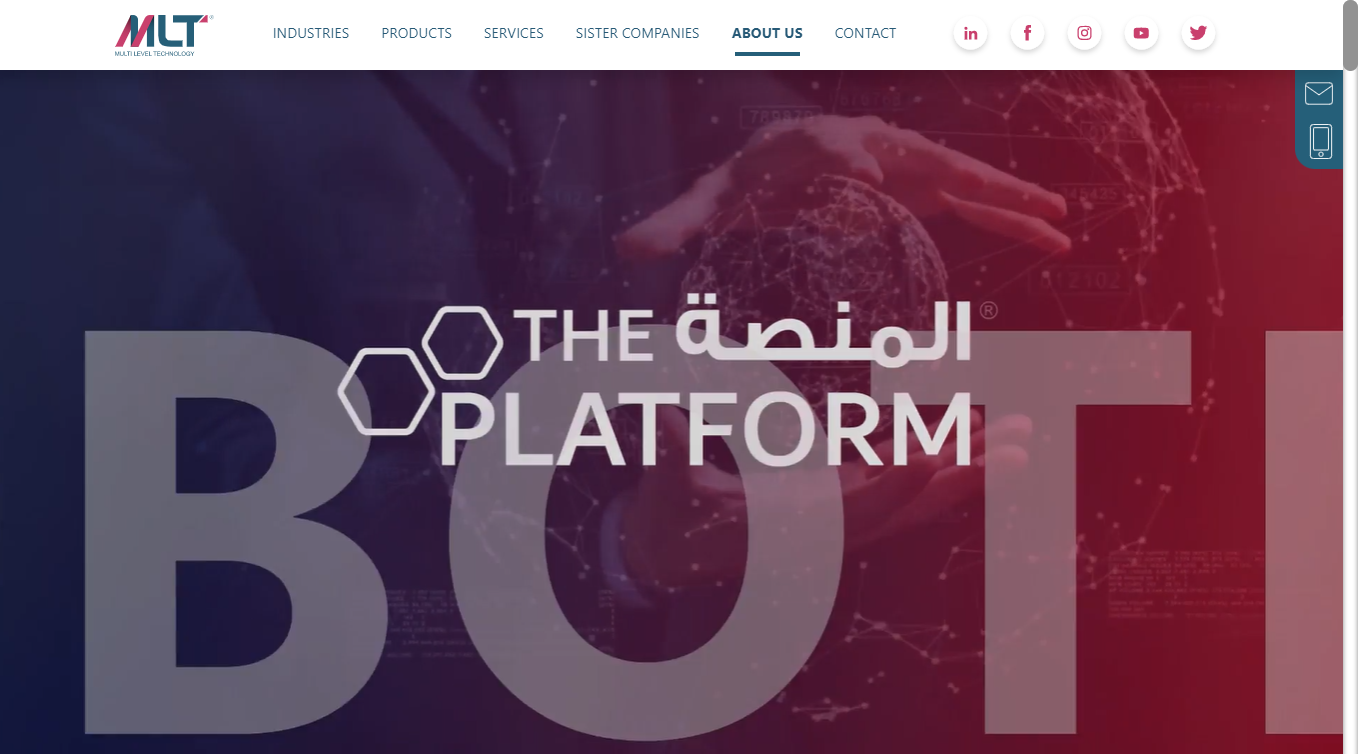 MLT®
MULTI LEVEL TECHNOLOGY
INDUSTRIES
PRODUCTS
SERVICES
SISTER COMPANIES
ABOUT US
CONTACT
THE المنصة ®
PLATFORM
BOT